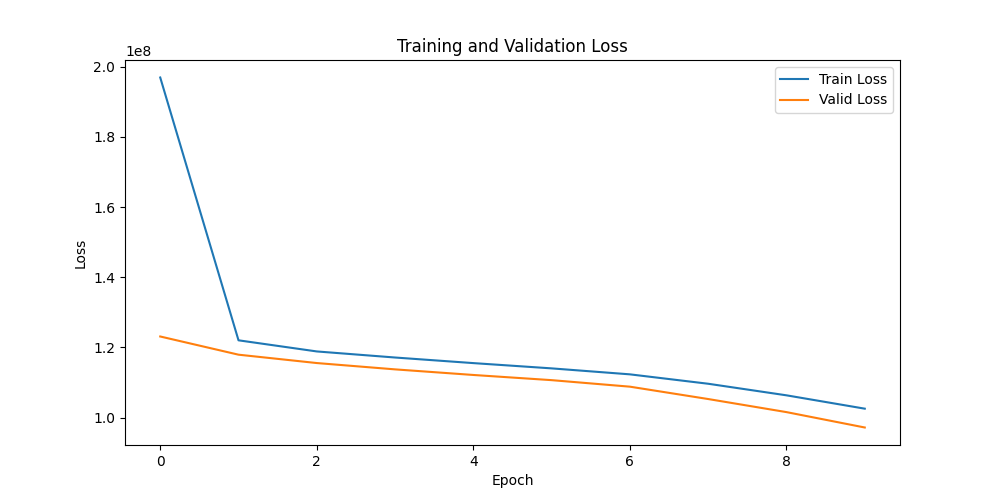 Training and Validation Loss
1e8
2.0
1.8
1.6
1.4
1.2
1.0
Loss
Train Loss
Valid Loss
0 2 4 6 8
Epoch